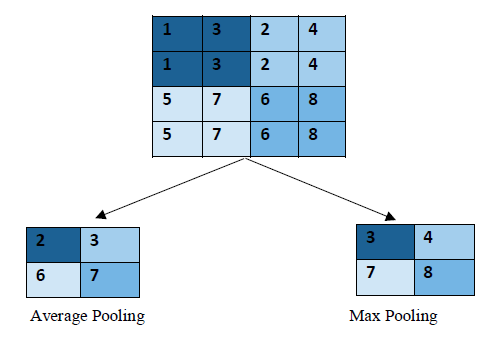 1 3 2 4
1 3 2 4
5 7 6 8
5 7 6 8
2 3
6 7
Average Pooling
3 4
7 8
Max Pooling